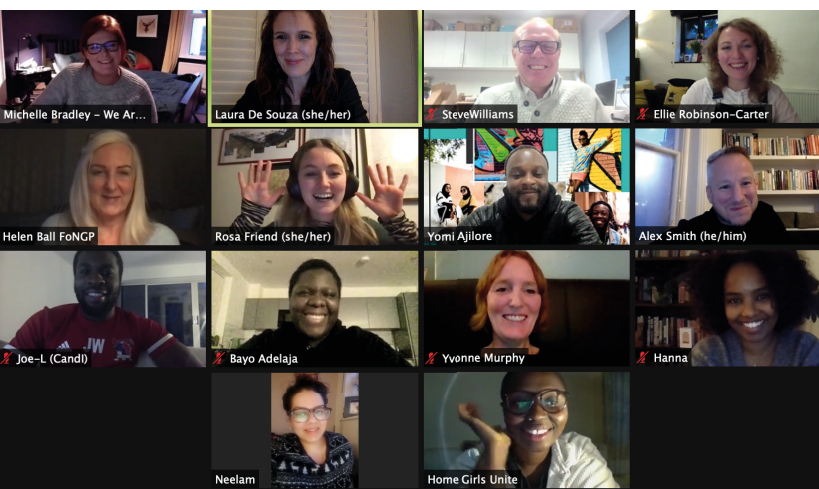 Michelle Bradley – We Ar...
Laura De Souza (she/her)
SteveWilliams
Ellie Robinson-Carter
Helen Ball FoNGP
Rosa Friend (she/her)
Yomi Ajilore
Alex Smith (he/him)
JW
Joe-L (CandI)
Bayo Adelaja
Yvonne Murphy
Hanna
Neelam
Home Girls Unite